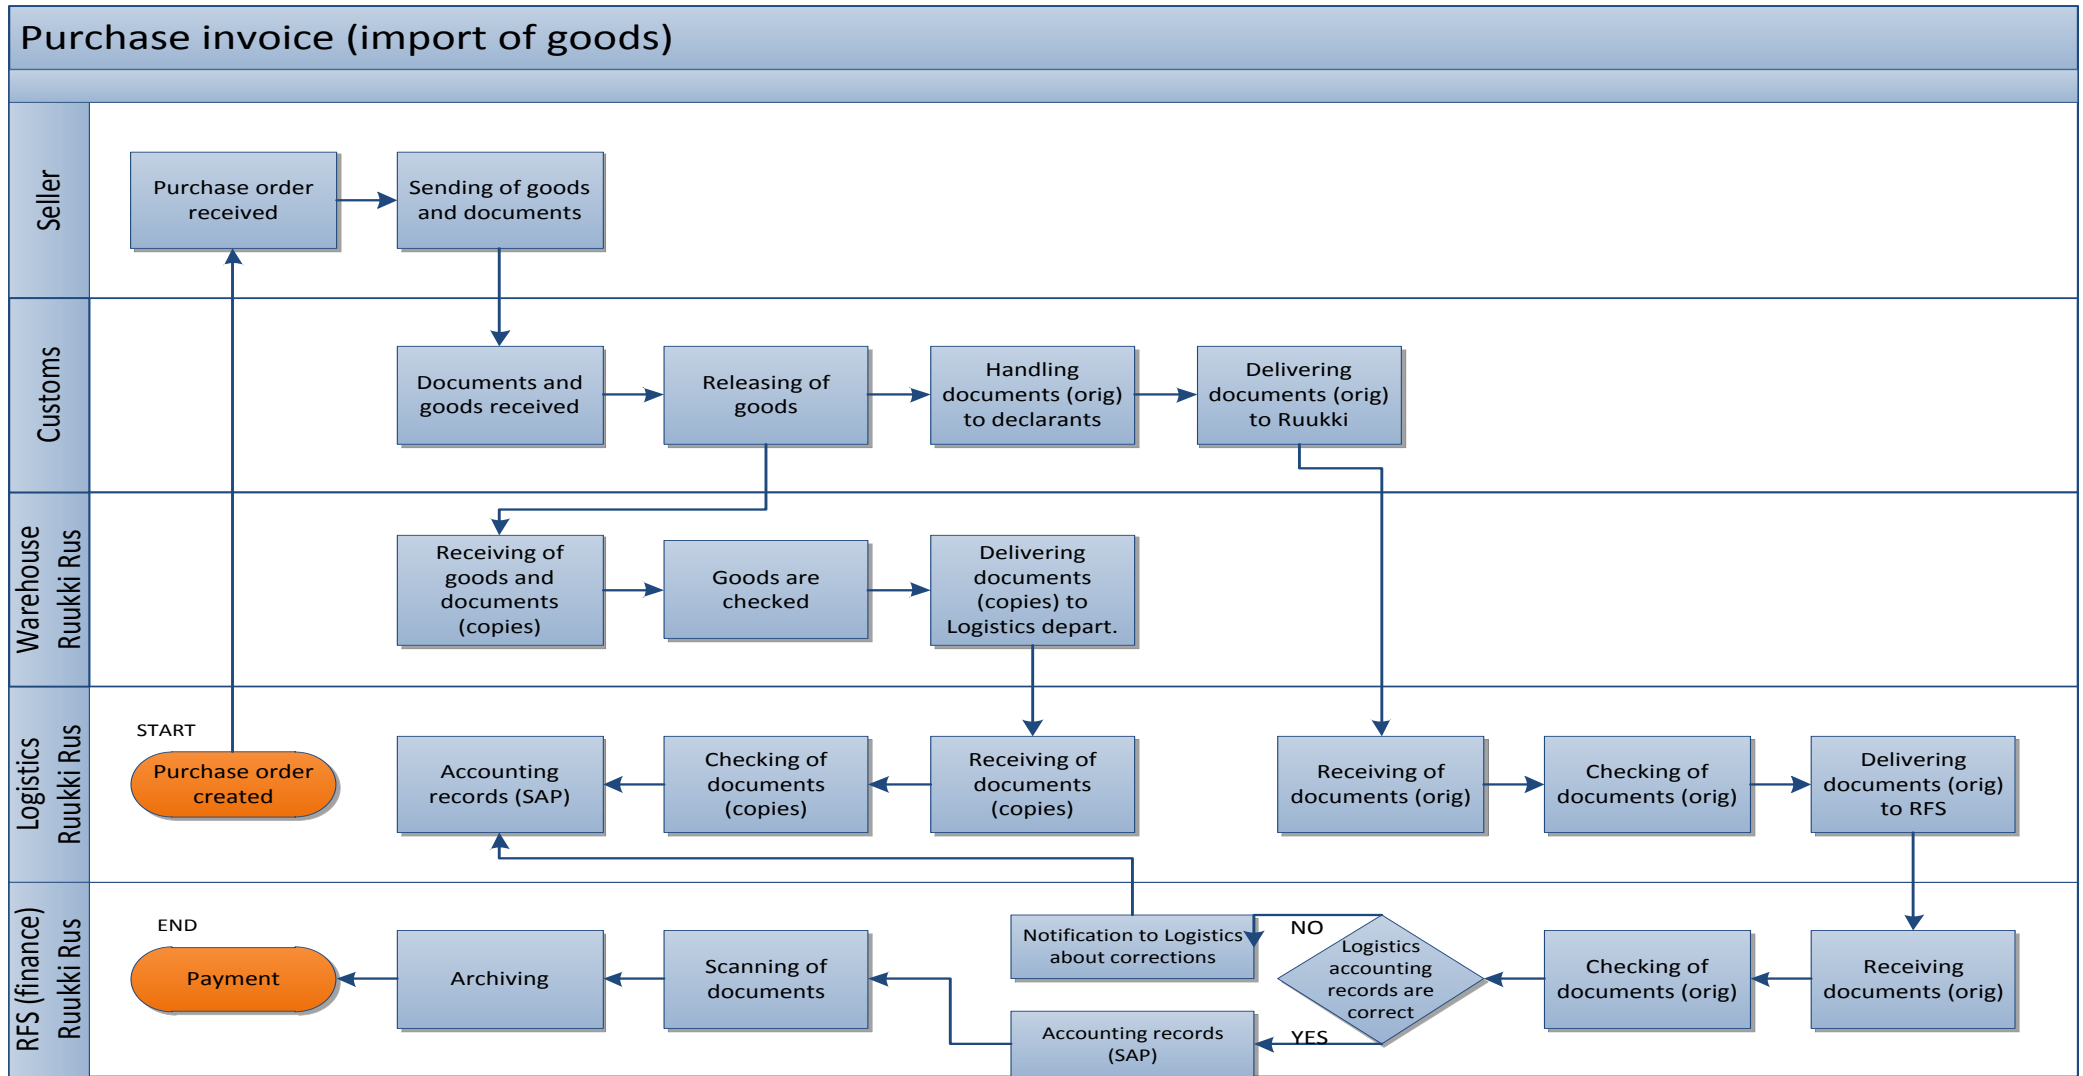 Purchase invoice (import of goods)
Seller
Purchase order
received
Sending of goods
and documents
Customs
Documents and
goods received
Releasing of
goods
Handling
documents (orig)
to declarants
Delivering
documents (orig)
to Ruukki
Warehouse
Ruukki Rus
Receiving of
goods and
documents
(copies)
Goods are
checked
Delivering
documents
(copies) to
Logistics depart.
Logistics
Ruukki Rus
START
Purchase order
created
Accounting
records (SAP)
Checking of
documents
(copies)
Receiving of
documents
(copies)
Receiving of
documents (orig)
Checking of
documents (orig)
Delivering
documents (orig)
to RFS
RFS (finance)
Ruukki Rus
END
Payment
Archiving
Scanning of
documents
Notification to Logistics
about corrections
NO
Accounting records
(SAP)
YES
Logistics
accounting
records are
correct
Checking of
documents (orig)
Receiving
documents (orig)